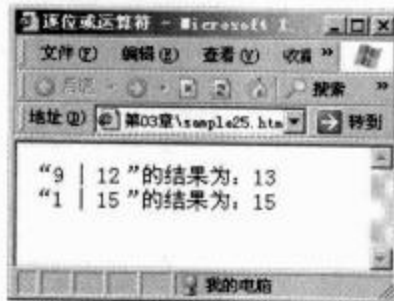 逐位或运算符 - Microsoft I
文件(F) 编辑(E) 查看(V) 收藏 »
后退 搜索 »
地址(D) 第03章\sample25.htm 转到
“9 | 12”的结果为：13
“1 | 15”的结果为：15
我的电脑